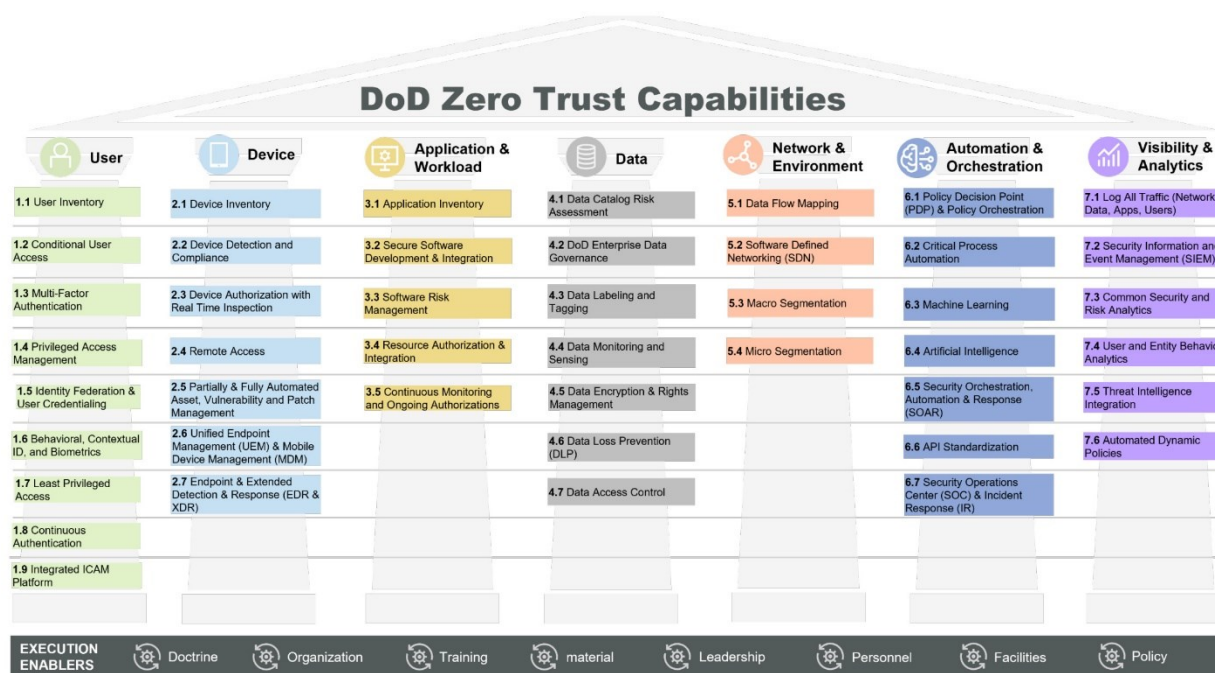 DoD Zero Trust Capabilities
User
1.1 User Inventory
1.2 Conditional User
Access
1.3 Multi-Factor
Authentication
1.4 Privileged Access
Management
1.5 Identity Federation &
User Credentialing
1.6 Behavioral, Contextual
ID, and Biometrics
1.7 Least Privileged
Access
1.8 Continuous
Authentication
1.9 Integrated ICAM
Platform
Device
2.1 Device Inventory
2.2 Device Detection and
Compliance
2.3 Device Authorization with
Real Time Inspection
2.4 Remote Access
2.5 Partially & Fully Automated
Asset, Vulnerability and Patch
Management
2.6 Unified Endpoint
Management (UEM) & Mobile
Device Management (MDM)
2.7 Endpoint & Extended
Detection & Response (EDR &
XDR)
Application &
Workload
3.1 Application Inventory
3.2 Secure Software
Development & Integration
3.3 Software Risk
Management
3.4 Resource Authorization &
Integration
3.5 Continuous Monitoring
and Ongoing Authorizations
Data
4.1 Data Catalog Risk
Assessment
4.2 DoD Enterprise Data
Governance
4.3 Data Labeling and
Tagging
4.4 Data Monitoring and
Sensing
4.5 Data Encryption & Rights
Management
4.6 Data Loss Prevention
(DLP)
4.7 Data Access Control
Network &
Environment
5.1 Data Flow Mapping
5.2 Software Defined
Networking (SDN)
5.3 Macro Segmentation
5.4 Micro Segmentation
Automation &
Orchestration
6.1 Policy Decision Point
(PDP) & Policy Orchestration
6.2 Critical Process
Automation
6.3 Machine Learning
6.4 Artificial Intelligence
6.5 Security Orchestration,
Automation & Response
(SOAR)
6.6 API Standardization
6.7 Security Operations
Center (SOC) & Incident
Response (IR)
Visibility &
Analytics
7.1 Log All Traffic (Network
Data, Apps, Users)
7.2 Security Information an
Event Management (SIEM)
7.3 Common Security and
Risk Analytics
7.4 User and Entity Behavio
Analytics
7.5 Threat Intelligence
Integration
7.6 Automated Dynamic
Policies
EXECUTION
ENABLERS
Doctrine
Organization
Training
material
Leadership
Personnel
Facilities
Policy